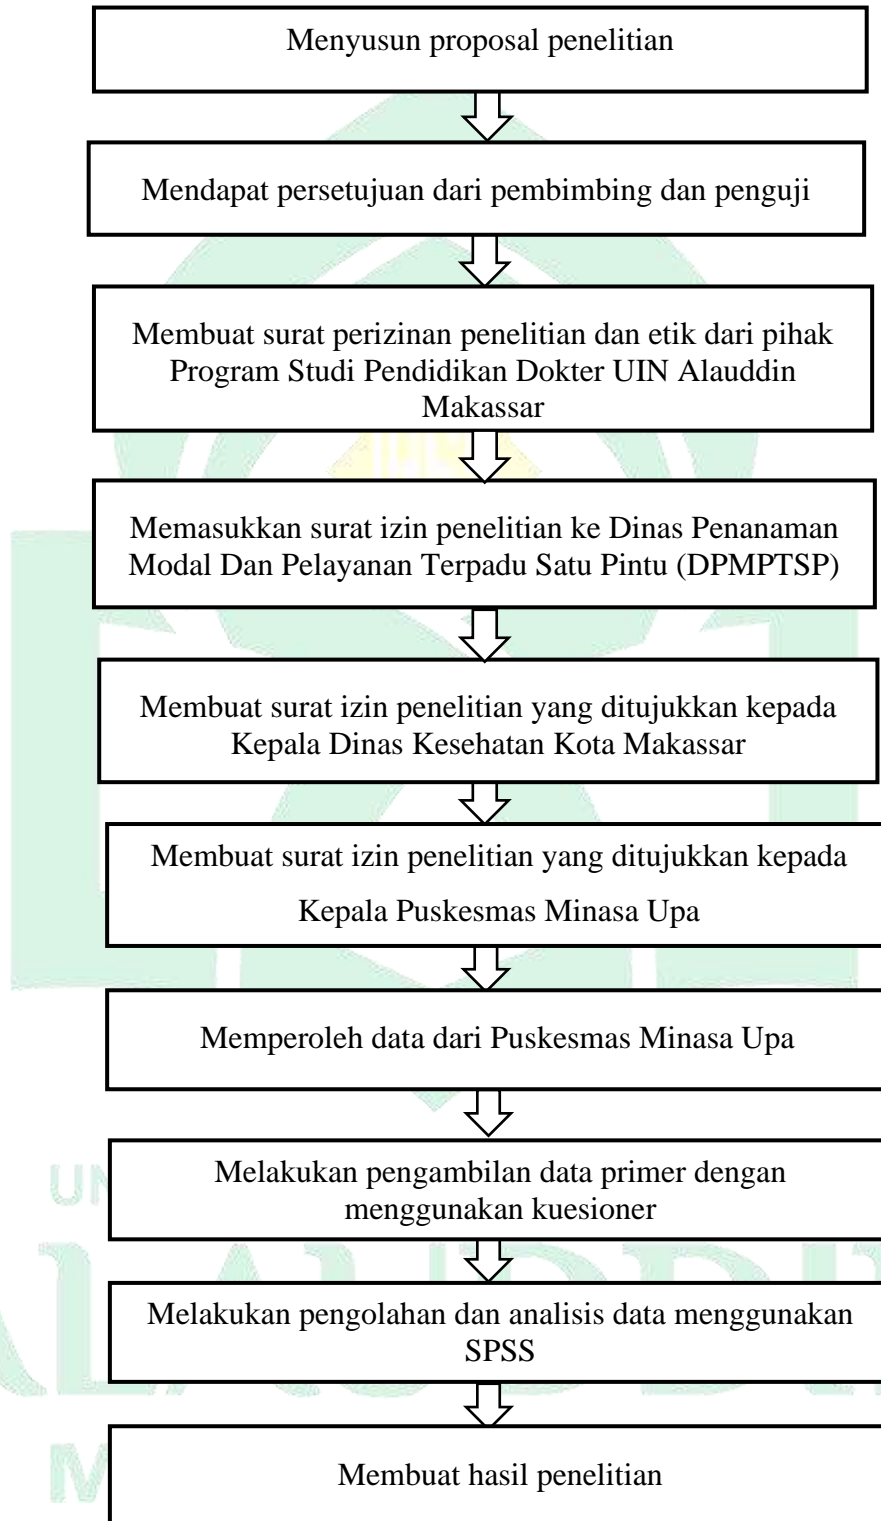 Menyusun proposal penelitian
Mendapat persetujuan dari pembimbing dan penguji
Membuat surat perizinan penelitian dan etik dari pihak
Program Studi Pendidikan Dokter UIN Alauddin
Makassar
Memasukkan surat izin penelitian ke Dinas Penanaman
Modal Dan Pelayanan Terpadu Satu Pintu (DPMPTSP)
Membuat surat izin penelitian yang ditujukkan kepada
Kepala Dinas Kesehatan Kota Makassar
Membuat surat izin penelitian yang ditujukkan kepada
Kepala Puskesmas Minasa Upa
Memperoleh data dari Puskesmas Minasa Upa
Melakukan pengambilan data primer dengan
menggunakan kuesioner
Melakukan pengolahan dan analisis data menggunakan
SPSS
Membuat hasil penelitian